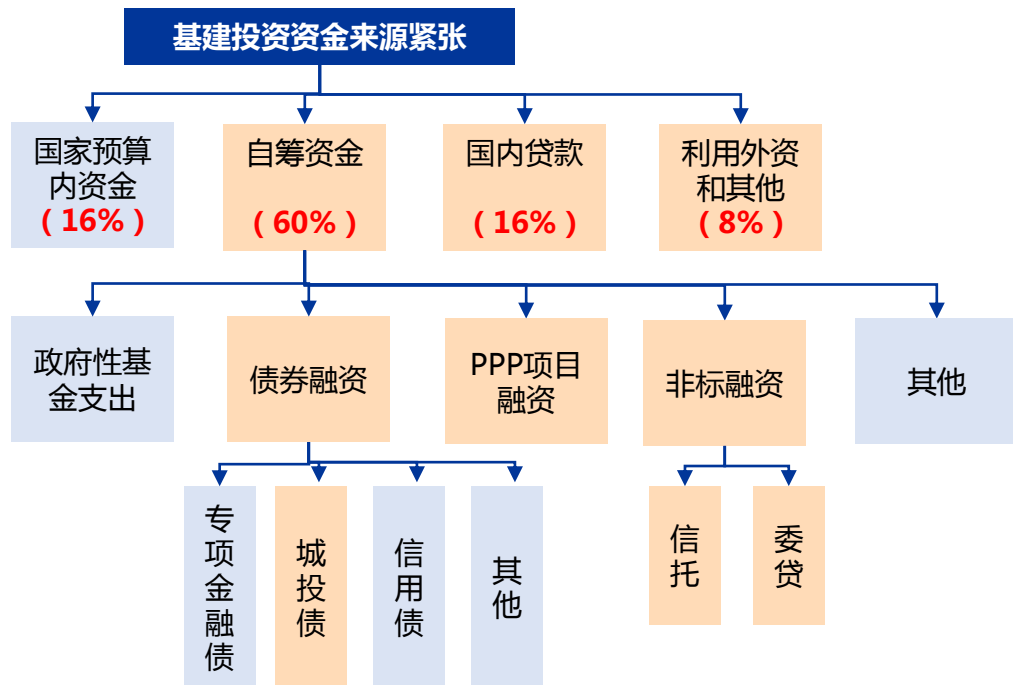 基建投资资金来源紧张
国家预算
内资金
（16%）
自筹资金
（60%）
国内贷款
（16%）
利用外资
和其他
（8%）
政府性基
金支出
债券融资
PPP项目
融资
非标融资
其他
专项金融债
城投债
信用债
其他
信托
委贷